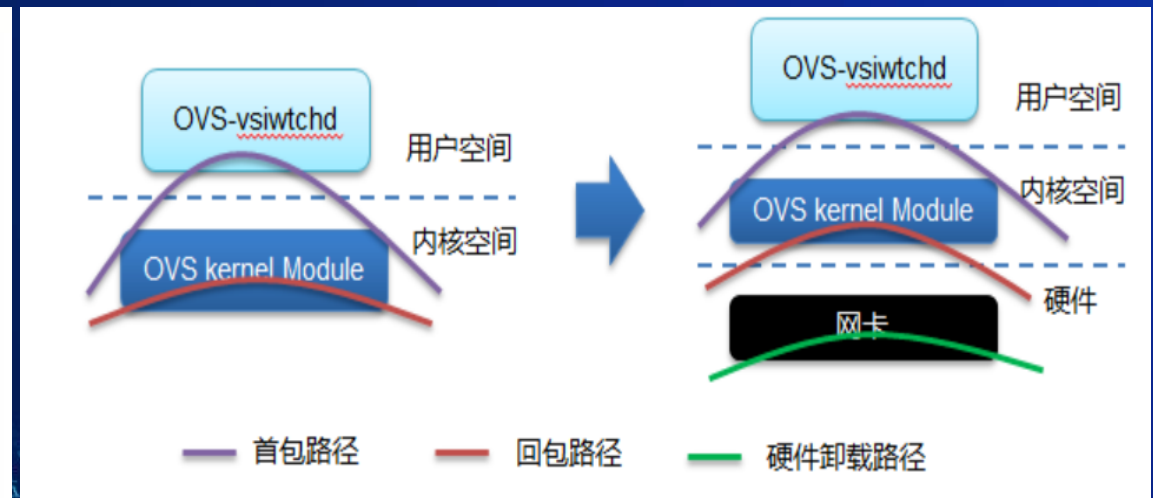 OVS-vsiwtchd
用户空间
内核空间
OVS kernel Module
OVS-vsiwtchd
用户空间
内核空间
OVS kernel Module
硬件
网卡
首包路径
回包路径
硬件卸载路径